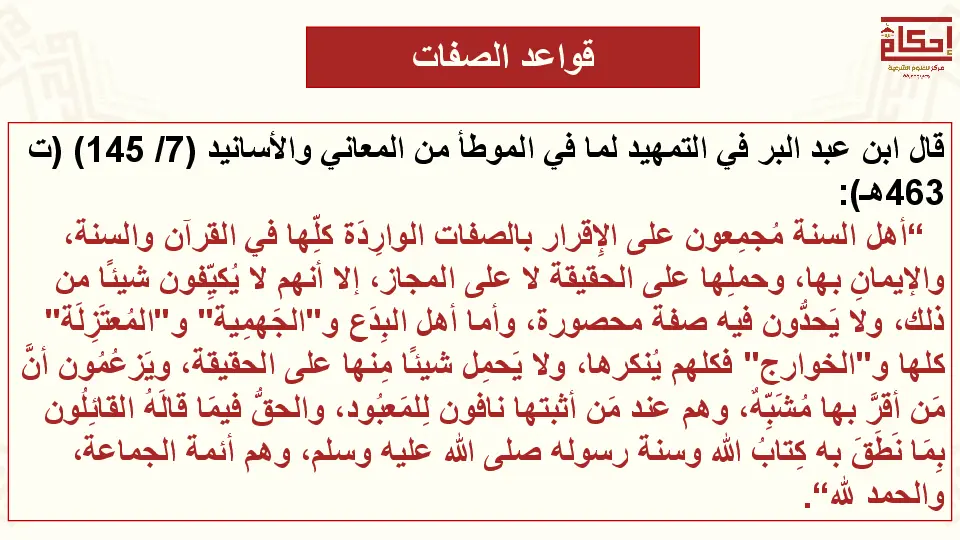 إحكام
مركز للعلوم الشرعية
قواعد الصفات
قال ابن عبد البر في التمهيد لما في الموطأ من المعاني والأسانيد (7/ 145) (ت
463هـ):
“أهل السنة مُجمِعون على الإِقرار بالصفات الوارِدَة كلِّها في القرآن والسنة،
والإيمانِ بها، وحملِها على الحقيقة لا على المجاز، إلا أنهم لا يُكيِّفون شيئًا من
ذلك، ولا يَحدُّون فيه صفة محصورة، وأما أهل البِدَع و"الجَهمِية" و"المُعتَزِلَة"
كلها و"الخوارج" فكلهم يُنكرها، ولا يَحمِل شيئًا مِنها على الحقيقة، ويَزعُمُون أنَّ
مَن أقرَّ بها مُشَبِّهٌ، وهم عند مَن أثبتها نافون لِلمَعبُود، والحقُّ فيمَا قالَهُ القائِلُون
بِمَا نَطَقَ به كِتابُ الله وسنة رسوله صلى الله عليه وسلم، وهم أئمة الجماعة،
والحمد لله“.